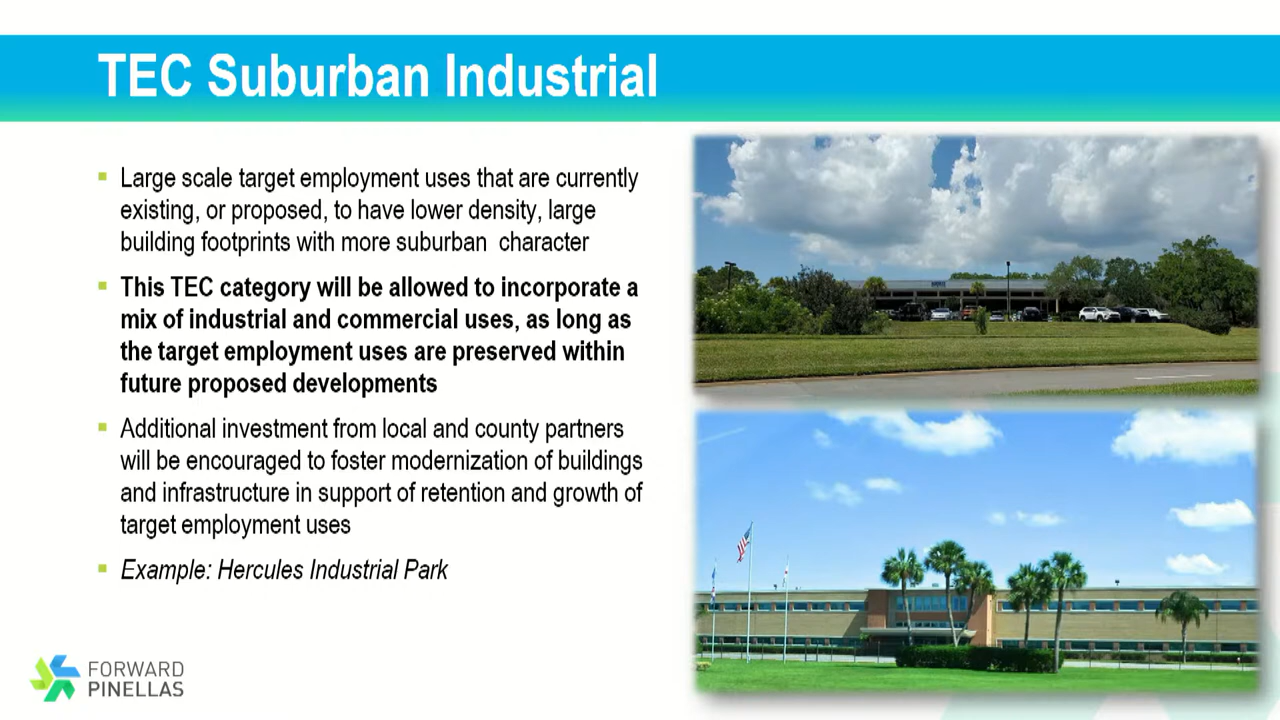 TEC Suburban Industrial
Large scale target employment uses that are currently
existing, or proposed, to have lower density, large
building footprints with more suburban character
This TEC category will be allowed to incorporate a
mix of industrial and commercial uses, as long as
the target employment uses are preserved within
future proposed developments
Additional investment from local and county partners
will be encouraged to foster modernization of buildings
and infrastructure in support of retention and growth of
target employment uses
Example: Hercules Industrial Park
FORWARD
PINELLAS